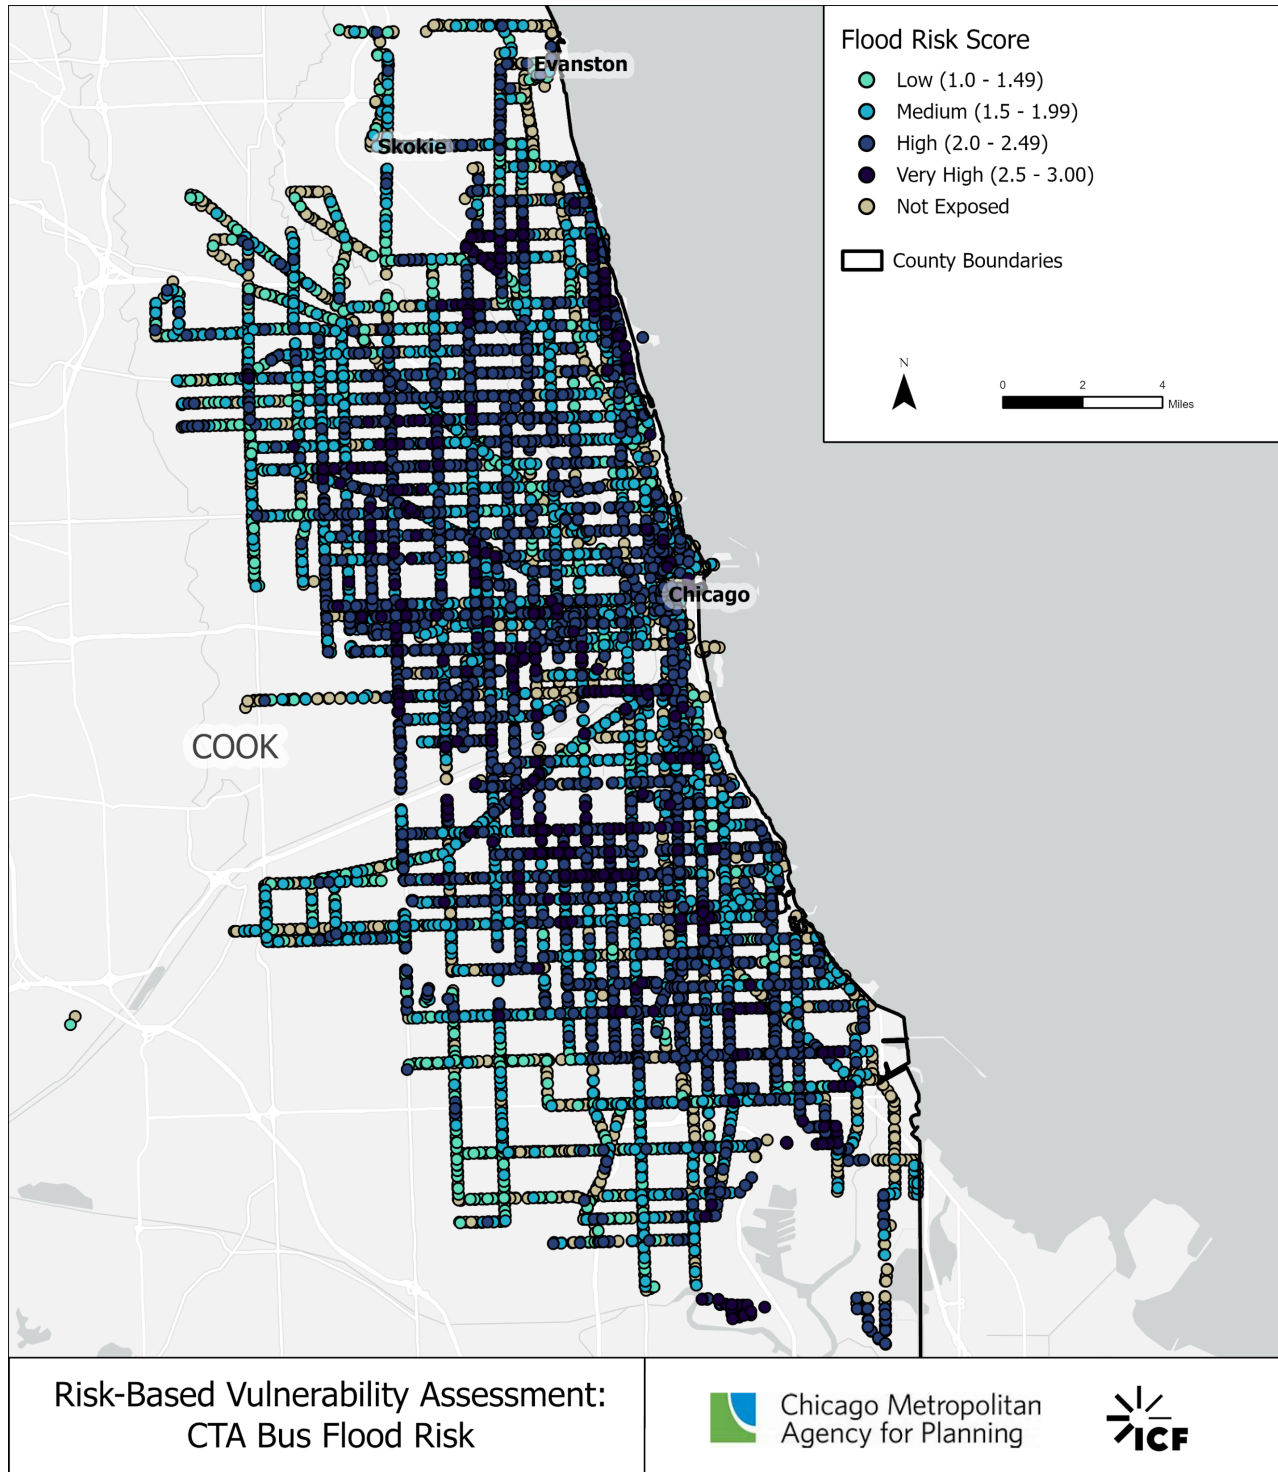 Flood Risk Score
Low (1.0 - 1.49)
Medium (1.5 - 1.99)
High (2.0 - 2.49)
Very High (2.5 - 3.00)
Not Exposed
County Boundaries
N
0 2 4
Miles
Evanston
Skokie
Chicago
COOK
Risk-Based Vulnerability Assessment:
CTA Bus Flood Risk
Chicago Metropolitan
Agency for Planning
ICF